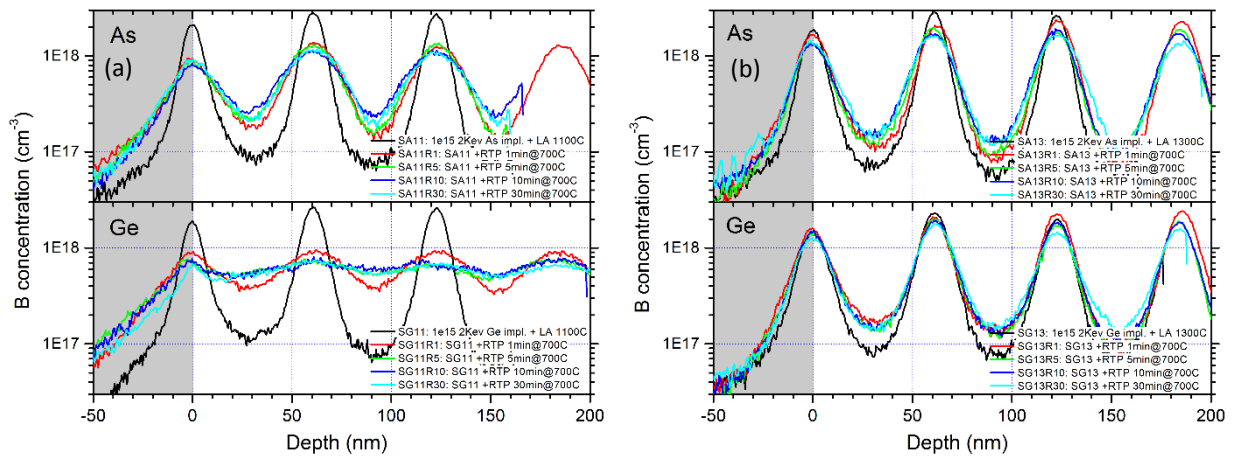 As
(a)
1E18
1E17
SA11: 1e15 2Kev As impl. + LA 1100C
SA11R1: SA11 +RTP 1min@700C
SA11R5: SA11 +RTP 5min@700C
SA11R10: SA11 +RTP 10min@700C
SA11R30: SA11 +RTP 30min@700C
Ge
1E18
1E17
SG11: 1e15 2Kev Ge impl. + LA 1100C
SG11R1: SG11 +RTP 1min@700C
SG11R5: SG11 +RTP 5min@700C
SG11R10: SG11 + RTP 10min@700C
SG11R30: SG11 + RTP 30min@700C
B concentration (cm-3)
-50 0 50 100 150 200
Depth (nm)
As
(b)
1E18
1E17
SA13: 1e15 2Kev As impl. + LA 1300C
SA13R1: SA13 +RTP 1min@700C
SA13R5: SA13 +RTP 5min@700C
SA13R10: SA13 + RTP 10min@700C
SA13R30: SA13 + RTP 30min@700C
Ge
1E18
1E17
SG13: 1e15 2Kev Ge impl. + LA 1300C
SG13R1: SG13 +RTP 1min@700C
SG13R5: SG13 +RTP 5min@700C
SG13R10: SG13 + RTP 10min@700C
SG13R30: SG13 + RTP 30min@700C
B concentration (cm-3)
-50 0 50 100 150 200
Depth (nm)